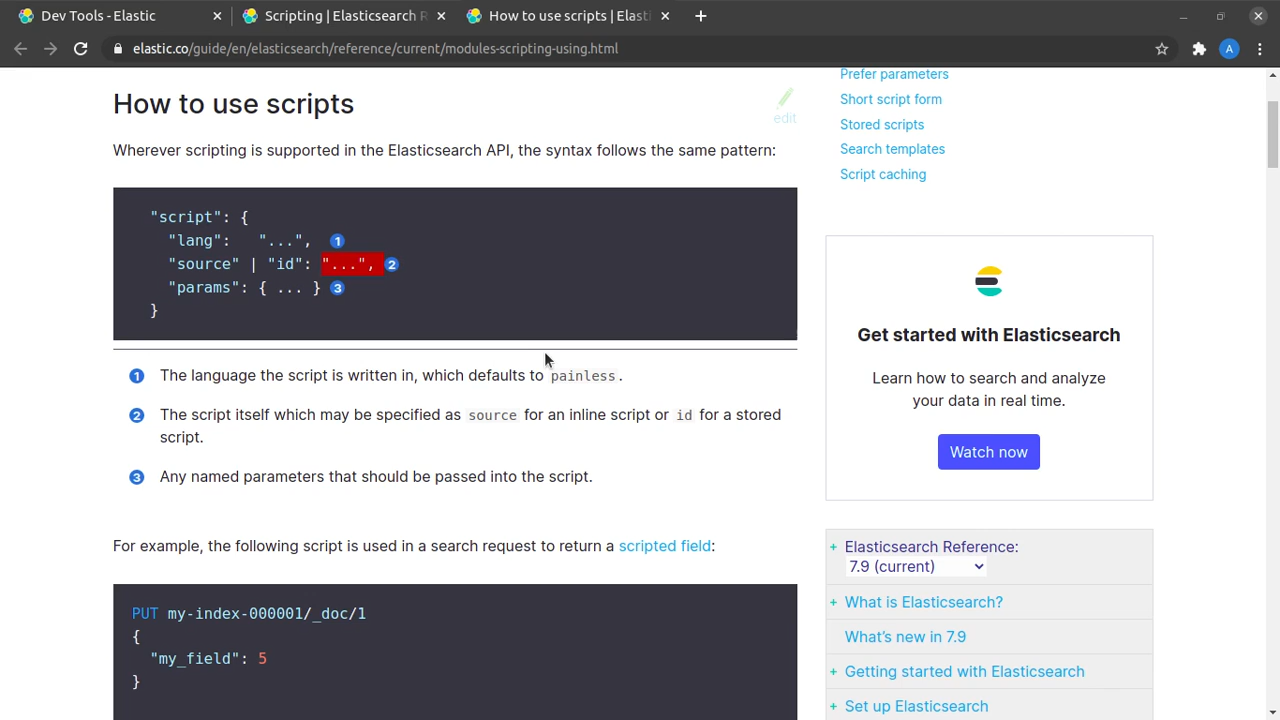 Dev Tools - Elastic
Scripting | Elasticsearch R
How to use scripts | Elasti
elastic.co/guide/en/elasticsearch/reference/current/modules-scripting-using.html
A
How to use scripts
edit
Wherever scripting is supported in the Elasticsearch API, the syntax follows the same pattern:
"script": {
"lang":   "...", 1
"source" | "id": "...", 2
"params": { ... } 3
}
1 The language the script is written in, which defaults to painless.
2 The script itself which may be specified as source for an inline script or id for a stored
script.
3 Any named parameters that should be passed into the script.
For example, the following script is used in a search request to return a scripted field:
PUT my-index-000001/_doc/1
{
"my_field": 5
}
Prefer parameters
Short script form
Stored scripts
Search templates
Script caching
Get started with Elasticsearch
Learn how to search and analyze
your data in real time.
Watch now
+ Elasticsearch Reference:
7.9 (current)
+ What is Elasticsearch?
What's new in 7.9
+ Getting started with Elasticsearch
+ Set up Elasticsearch